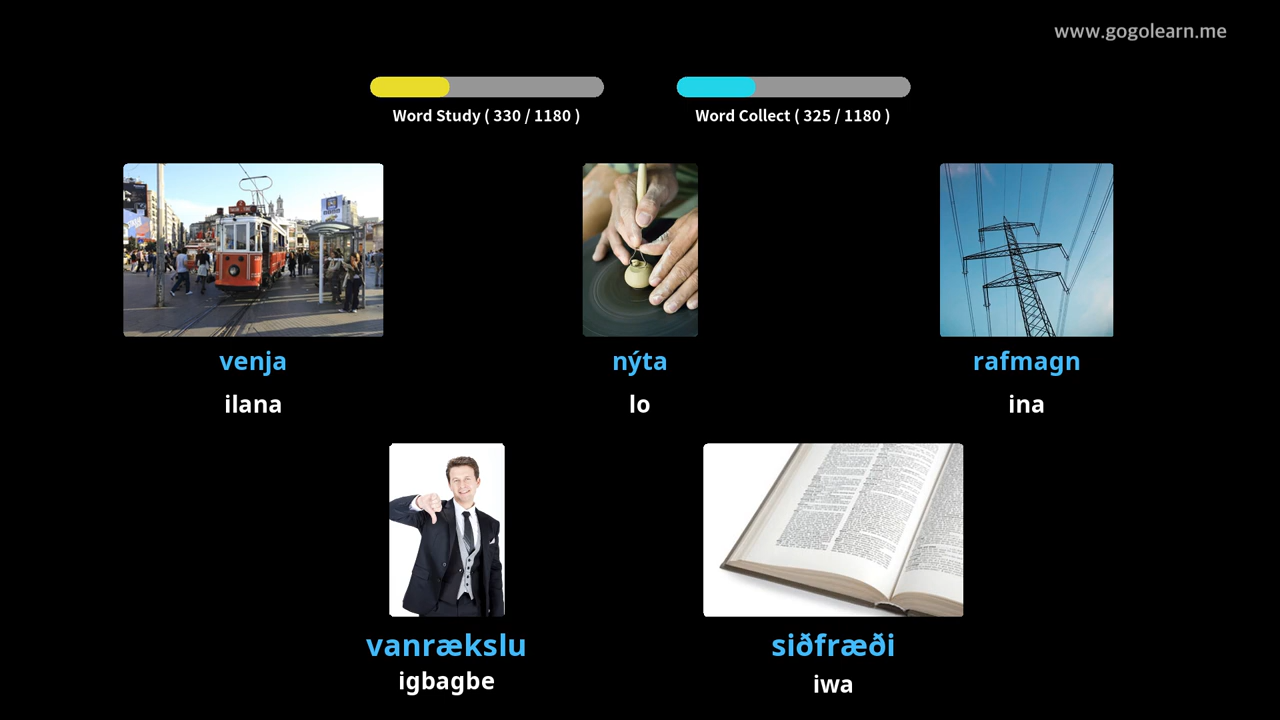 www.gogolearn.me
Word Study ( 330 / 1180 )
Word Collect ( 325 / 1180 )
venja
nýta
rafmagn
ilana
lo
ina
vanrækslu
siðfræði
igbagbe
iwa